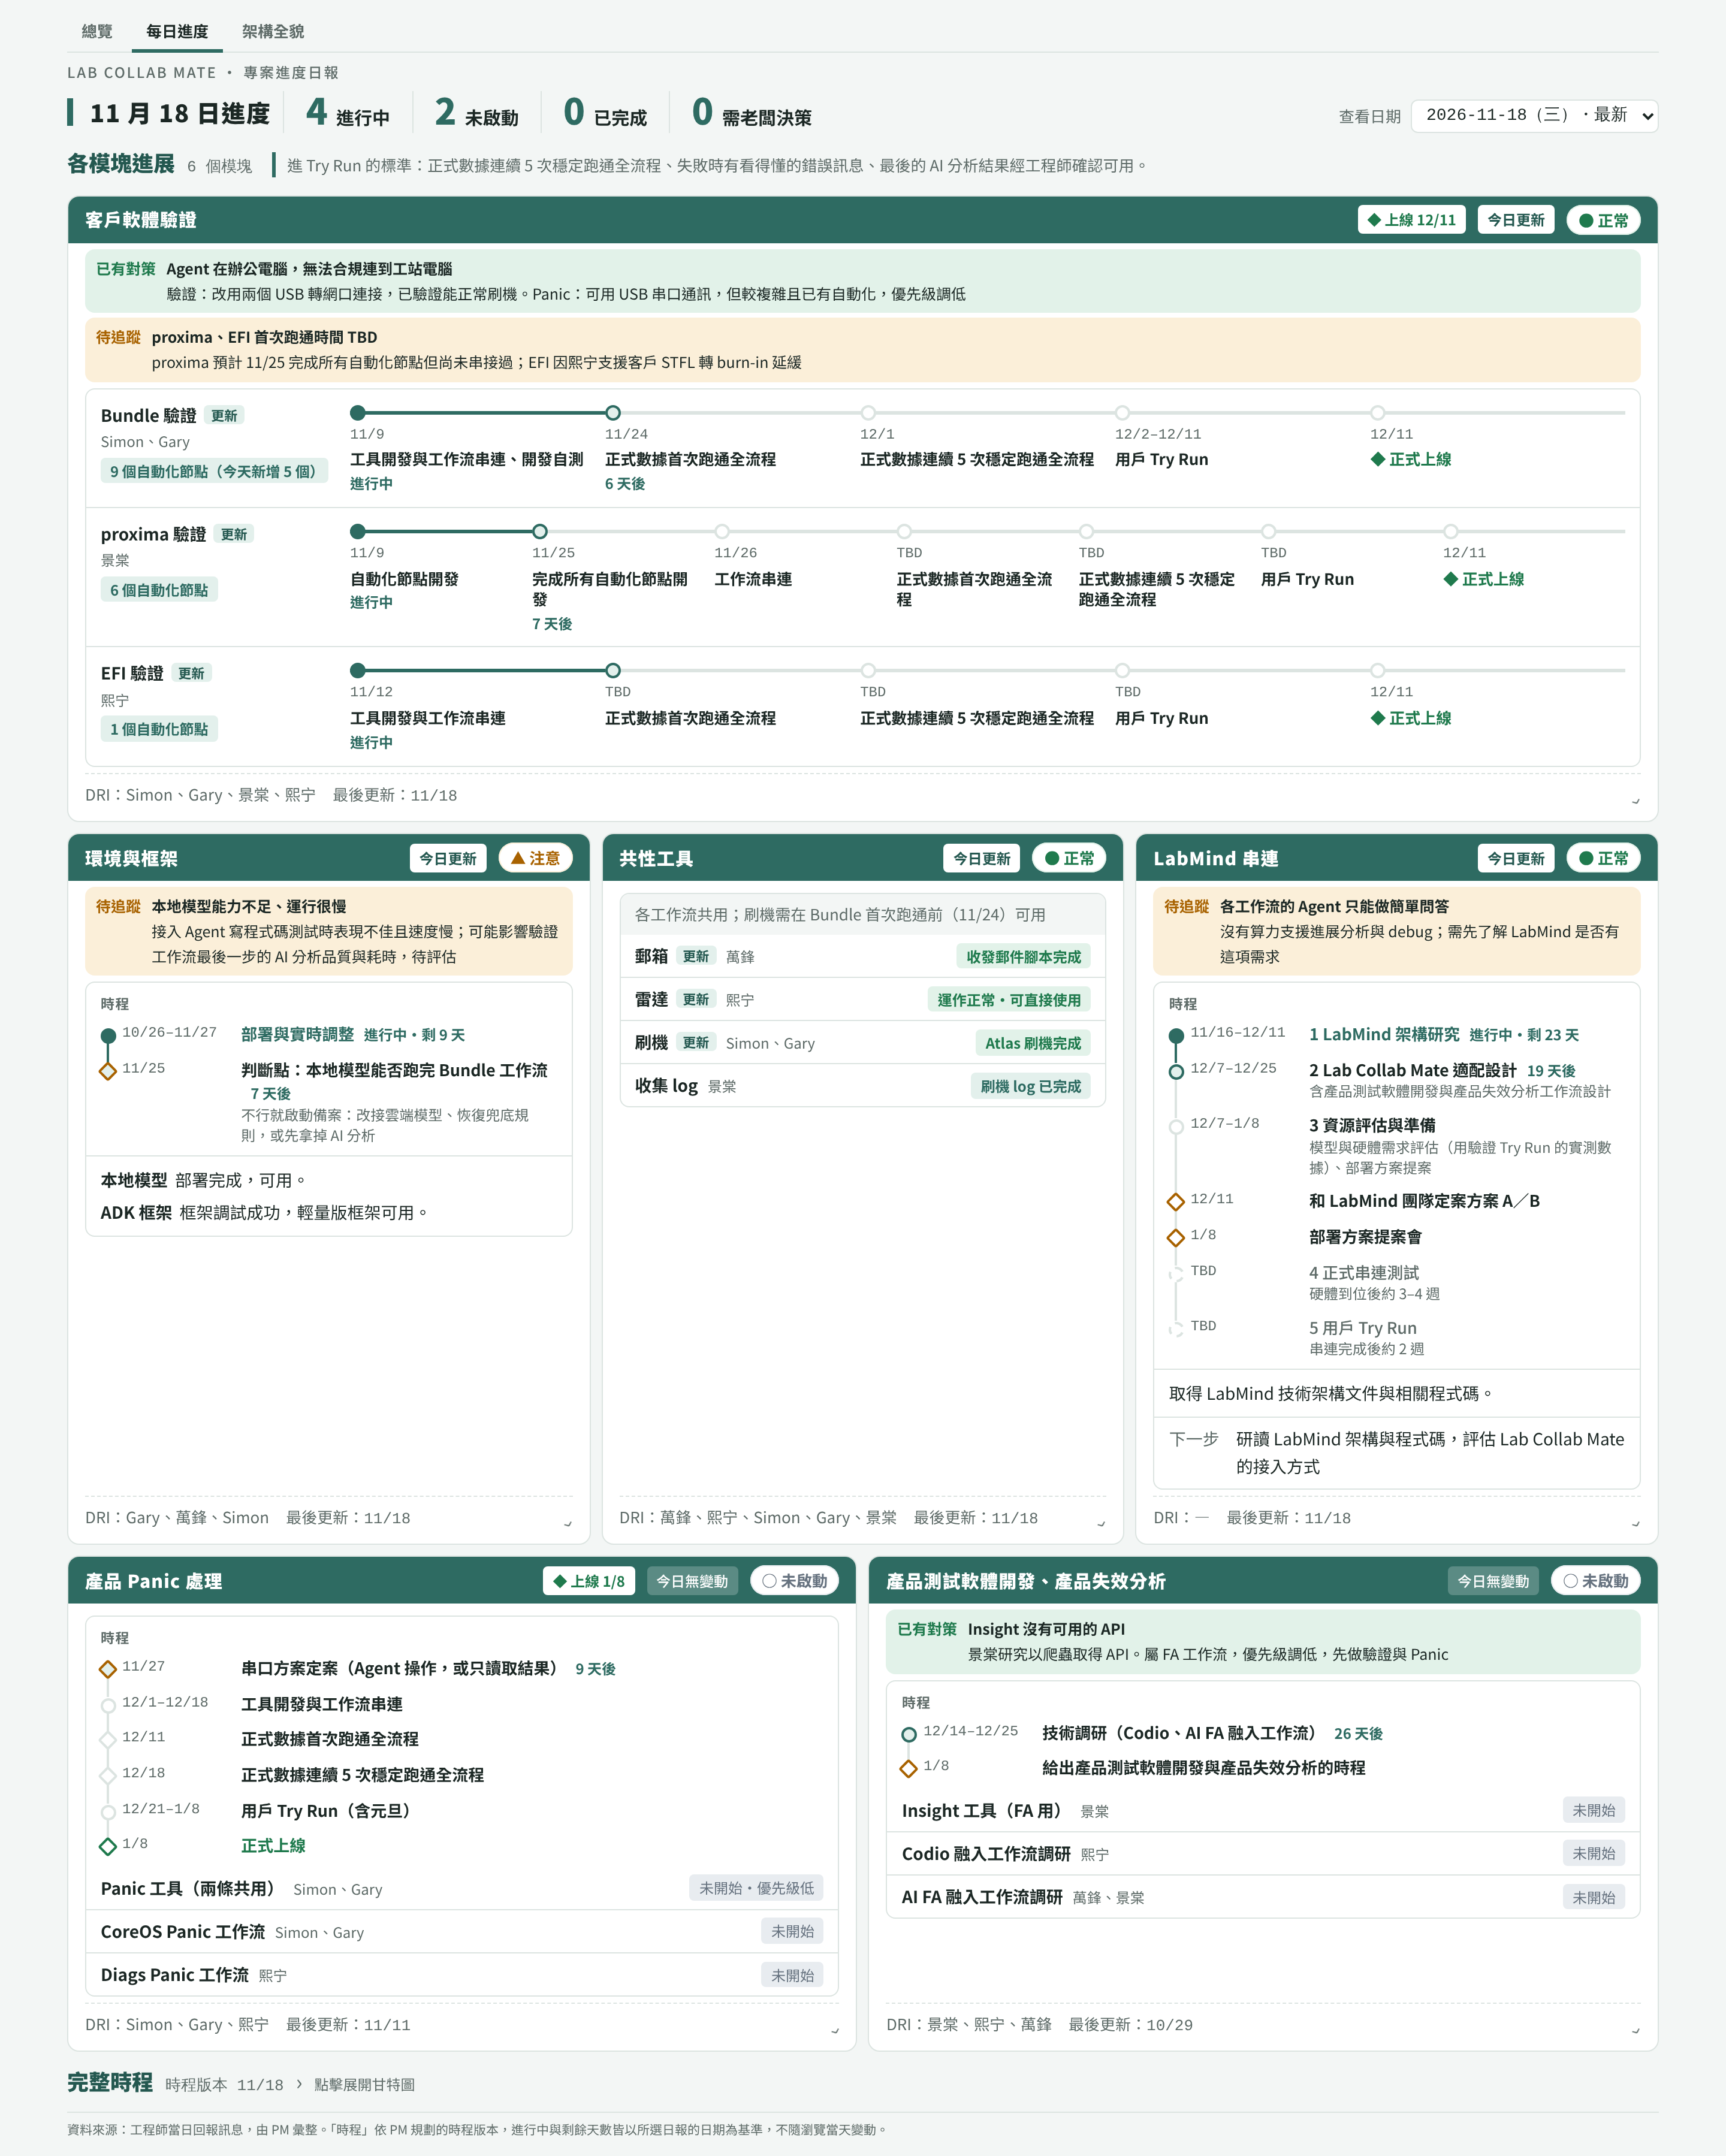 總覽 每日進度 架構全貌
LAB COLLAB MATE · 專案進度日報
11 月 18 日進度 4 進行中 2 未啟動 0 已完成 0 需老闆決策 查看日期 2026-11-18（三）·最新
各模塊進展 6 個模塊 進 Try Run 的標準：正式數據連續 5 次穩定跑通全流程、失敗時有看得懂的錯誤訊息、最後的 AI 分析結果經工程師確認可用。
客戶軟體驗證 ◆ 上線 12/11 今日更新 ● 正常
已有對策 Agent 在辦公電腦，無法合規連到工站電腦
驗證：改用兩個 USB 轉網口連接，已驗證能正常刷機。Panic：可用 USB 串口通訊，但較複雜且已有自動化，優先級調低
待追蹤 proxima、EFI 首次跑通時間 TBD
proxima 預計 11/25 完成所有自動化節點但尚未串接過；EFI 因熙宁支援客戶 STFL 轉 burn-in 延緩
Bundle 驗證 更新
Simon、Gary
9 個自動化節點（今天新增 5 個）
11/9 11/24 12/1 12/2–12/11 12/11
工具開發與工作流串連、開發自測 正式數據首次跑通全流程 正式數據連續 5 次穩定跑通全流程 用戶 Try Run ◆ 正式上線
進行中 6 天後
proxima 驗證 更新
景棠
6 個自動化節點
11/9 11/25 11/26 TBD TBD TBD 12/11
自動化節點開發 完成所有自動化節點開 工作流串連 正式數據首次跑通全流 正式數據連續 5 次穩定 用戶 Try Run ◆ 正式上線
進行中 發 程 跑通全流程
7 天後
EFI 驗證 更新
熙宁
1 個自動化節點
11/12 TBD TBD TBD 12/11
工具開發與工作流串連 正式數據首次跑通全流程 正式數據連續 5 次穩定跑通全流程 用戶 Try Run ◆ 正式上線
進行中
DRI：Simon、Gary、景棠、熙宁 最後更新：11/18
環境與框架 今日更新 ▲ 注意
待追蹤 本地模型能力不足、運行很慢
接入 Agent 寫程式碼測試時表現不佳且速度慢；可能影響驗證
工作流最後一步的 AI 分析品質與耗時，待評估
時程
10/26–11/27 部署與實時調整 進行中・剩 9 天
11/25 判斷點：本地模型能否跑完 Bundle 工作流
7 天後
不行就啟動備案：改接雲端模型、恢復兜底規
則，或先拿掉 AI 分析
本地模型 部署完成，可用。
ADK 框架 框架調試成功，輕量版框架可用。
DRI：Gary、萬鋒、Simon 最後更新：11/18
共性工具 今日更新 ● 正常
各工作流共用；刷機需在 Bundle 首次跑通前（11/24）可用
郵箱 更新 萬鋒 收發郵件腳本完成
雷達 更新 熙宁 運作正常・可直接使用
刷機 更新 Simon、Gary Atlas 刷機完成
收集 log 景棠 刷機 log 已完成
DRI：萬鋒、熙宁、Simon、Gary、景棠 最後更新：11/18
LabMind 串連 今日更新 ● 正常
待追蹤 各工作流的 Agent 只能做簡單問答
沒有算力支援進展分析與 debug；需先了解 LabMind 是否有
這項需求
時程
11/16–12/11 1 LabMind 架構研究 進行中・剩 23 天
12/7–12/25 2 Lab Collab Mate 適配設計 19 天後
含產品測試軟體開發與產品失效分析工作流設計
12/7–1/8 3 資源評估與準備
模型與硬體需求評估（用驗證 Try Run 的實測數
據）、部署方案提案
12/11 和 LabMind 團隊定案方案 A／B
1/8 部署方案提案會
TBD 4 正式串連測試
硬體到位後約 3–4 週
TBD 5 用戶 Try Run
串連完成後約 2 週
取得 LabMind 技術架構文件與相關程式碼。
下一步 研讀 LabMind 架構與程式碼，評估 Lab Collab Mate
的接入方式
DRI：— 最後更新：11/18
產品 Panic 處理 ◆ 上線 1/8 今日無變動 ○ 未啟動
時程
11/27 串口方案定案（Agent 操作，或只讀取結果） 9 天後
12/1–12/18 工具開發與工作流串連
12/11 正式數據首次跑通全流程
12/18 正式數據連續 5 次穩定跑通全流程
12/21–1/8 用戶 Try Run（含元旦）
1/8 正式上線
Panic 工具（兩條共用） Simon、Gary 未開始・優先級低
CoreOS Panic 工作流 Simon、Gary 未開始
Diags Panic 工作流 熙宁 未開始
DRI：Simon、Gary、熙宁 最後更新：11/11
產品測試軟體開發、產品失效分析 今日無變動 ○ 未啟動
已有對策 Insight 沒有可用的 API
景棠研究以爬蟲取得 API。屬 FA 工作流，優先級調低，先做驗證與 Panic
時程
12/14–12/25 技術調研（Codio、AI FA 融入工作流） 26 天後
1/8 給出產品測試軟體開發與產品失效分析的時程
Insight 工具（FA 用） 景棠 未開始
Codio 融入工作流調研 熙宁 未開始
AI FA 融入工作流調研 萬鋒、景棠 未開始
DRI：景棠、熙宁、萬鋒 最後更新：10/29
完整時程 時程版本 11/18 › 點擊展開甘特圖
資料來源：工程師當日回報訊息，由 PM 彙整。「時程」依 PM 規劃的時程版本，進行中與剩餘天數皆以所選日報的日期為基準，不隨瀏覽當天變動。